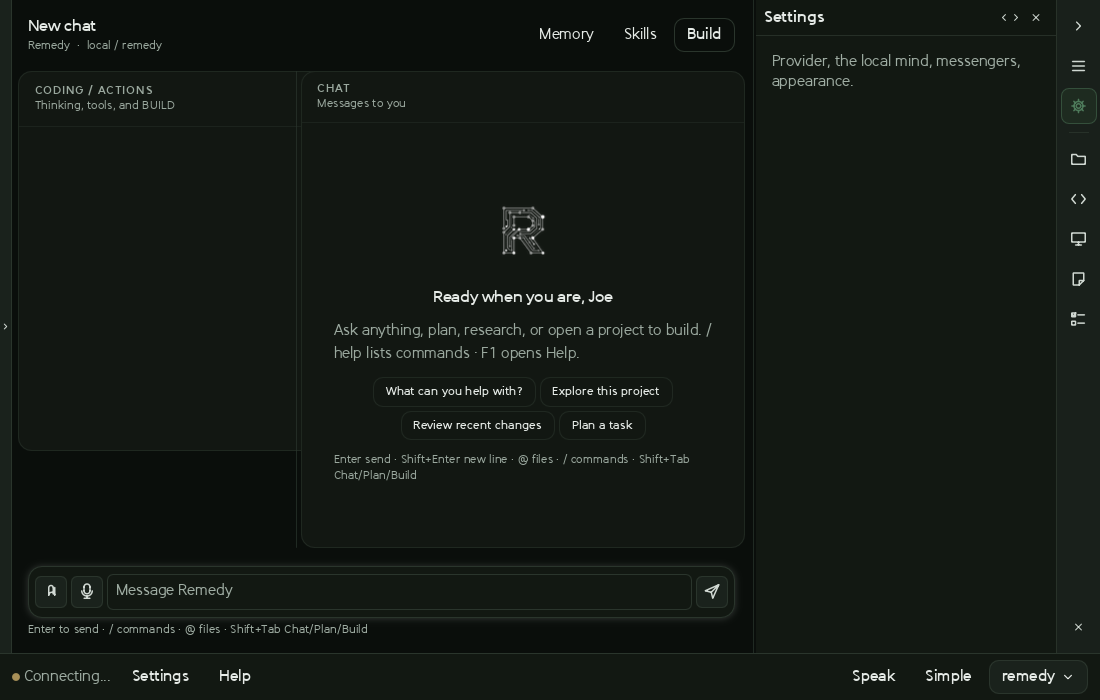 New chat
Remedy · local / remedy
Memory
Skills
Build
CODING / ACTIONS
Thinking, tools, and BUILD
CHAT
Messages to you
R
Ready when you are, Joe
Ask anything, plan, research, or open a project to build. /
help lists commands · F1 opens Help.
What can you help with?
Explore this project
Review recent changes
Plan a task
Enter send · Shift+Enter new line · @ files · / commands · Shift+Tab
Chat/Plan/Build
Message Remedy
Enter to send · / commands · @ files · Shift+Tab Chat/Plan/Build
Settings
Provider, the local mind, messengers,
appearance.
Connecting...
Settings
Help
Speak
Simple
remedy